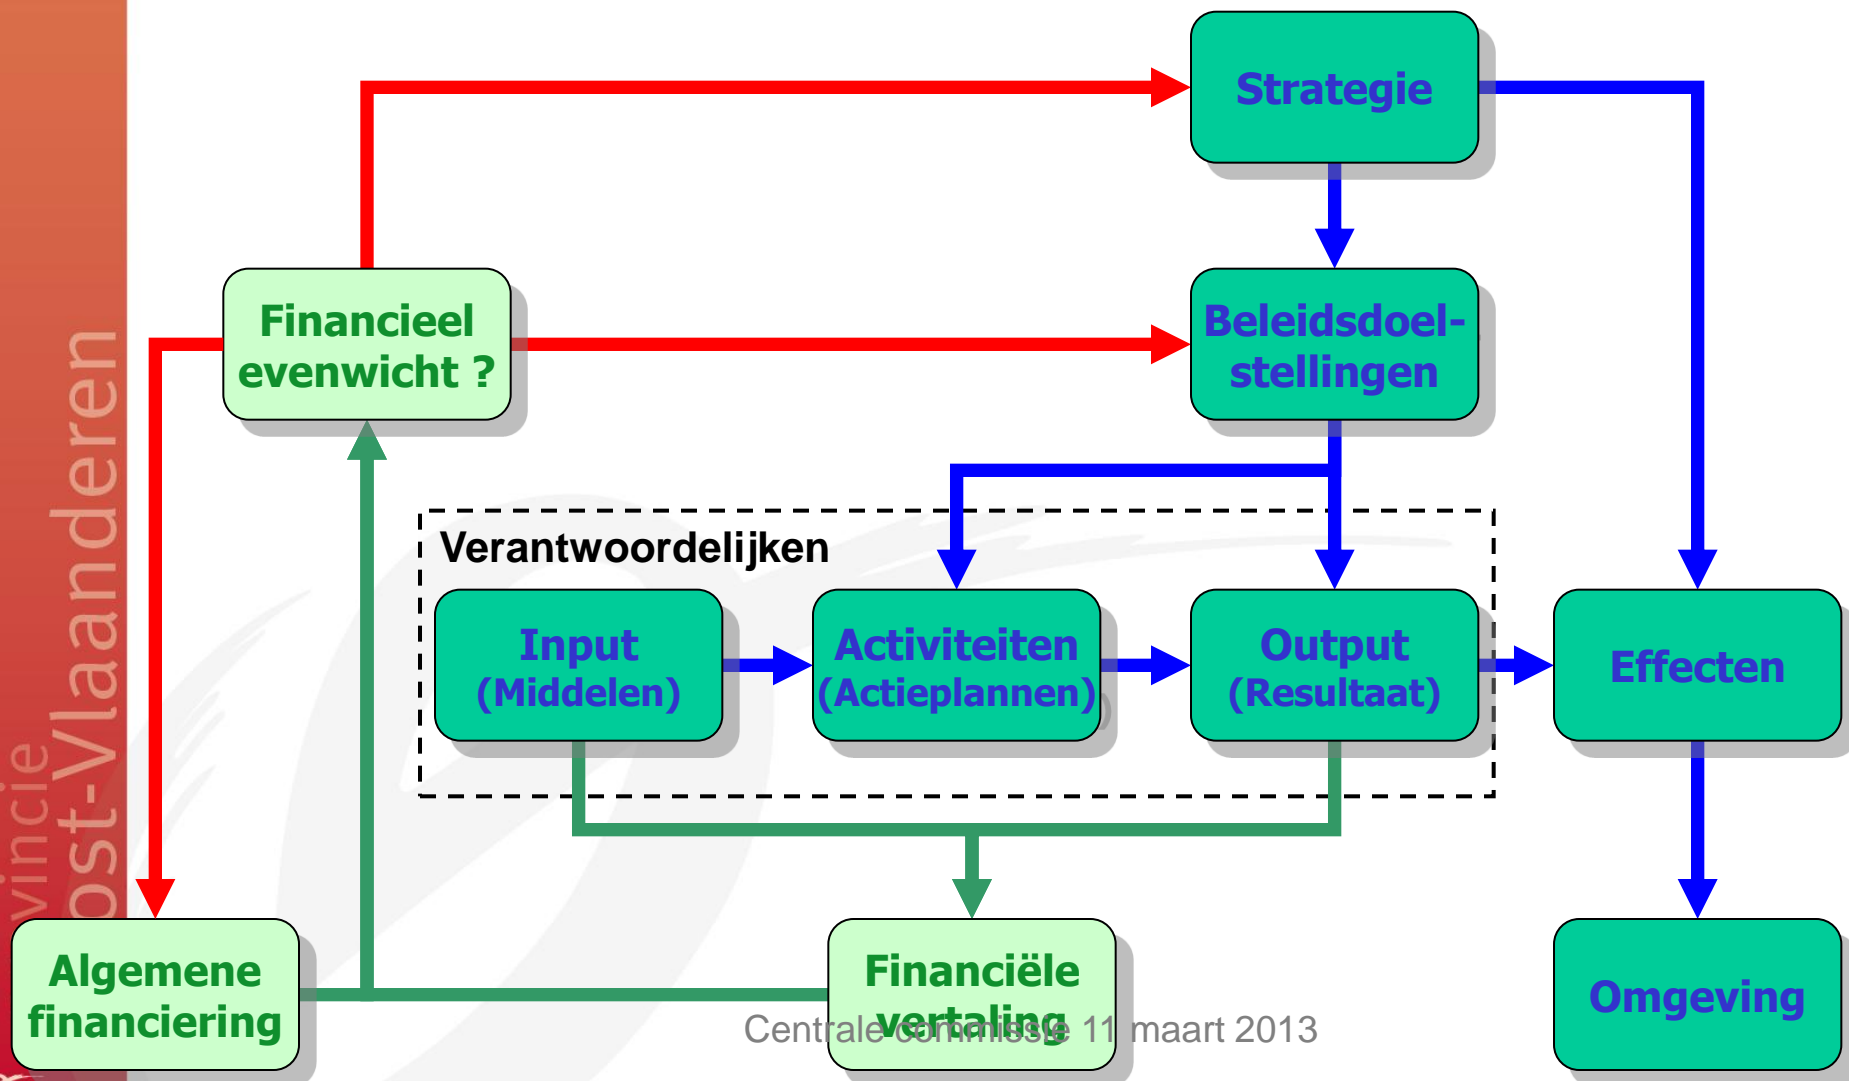 Strategie
Financieel
evenwicht ?
Beleidsdoel-
stellingen
Verantwoordelijken
Input
(Middelen)
Activiteiten
(Actieplannen)
Output
(Resultaat)
Effecten
Algemene
financiering
Financiële
vertaling
Omgeving
Centrale commissie 11 maart 2013
vincie
ost-Vlaanderen